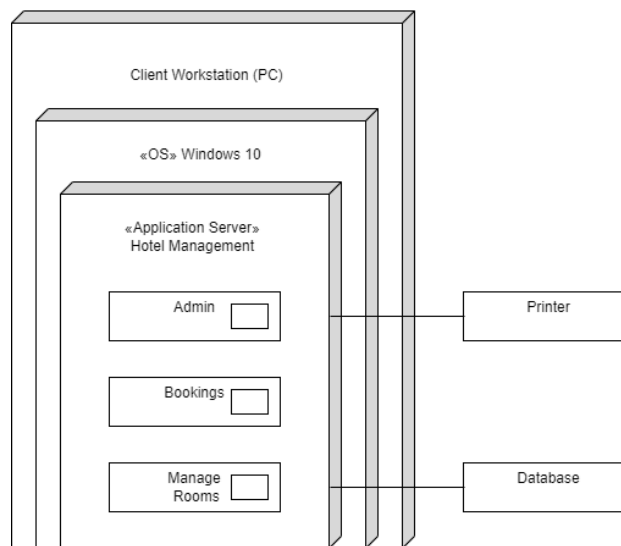 Client Workstation (PC)
«OS» Windows 10
«Application Server»
Hotel Management
Admin
Printer
Bookings
Manage
Rooms
Database